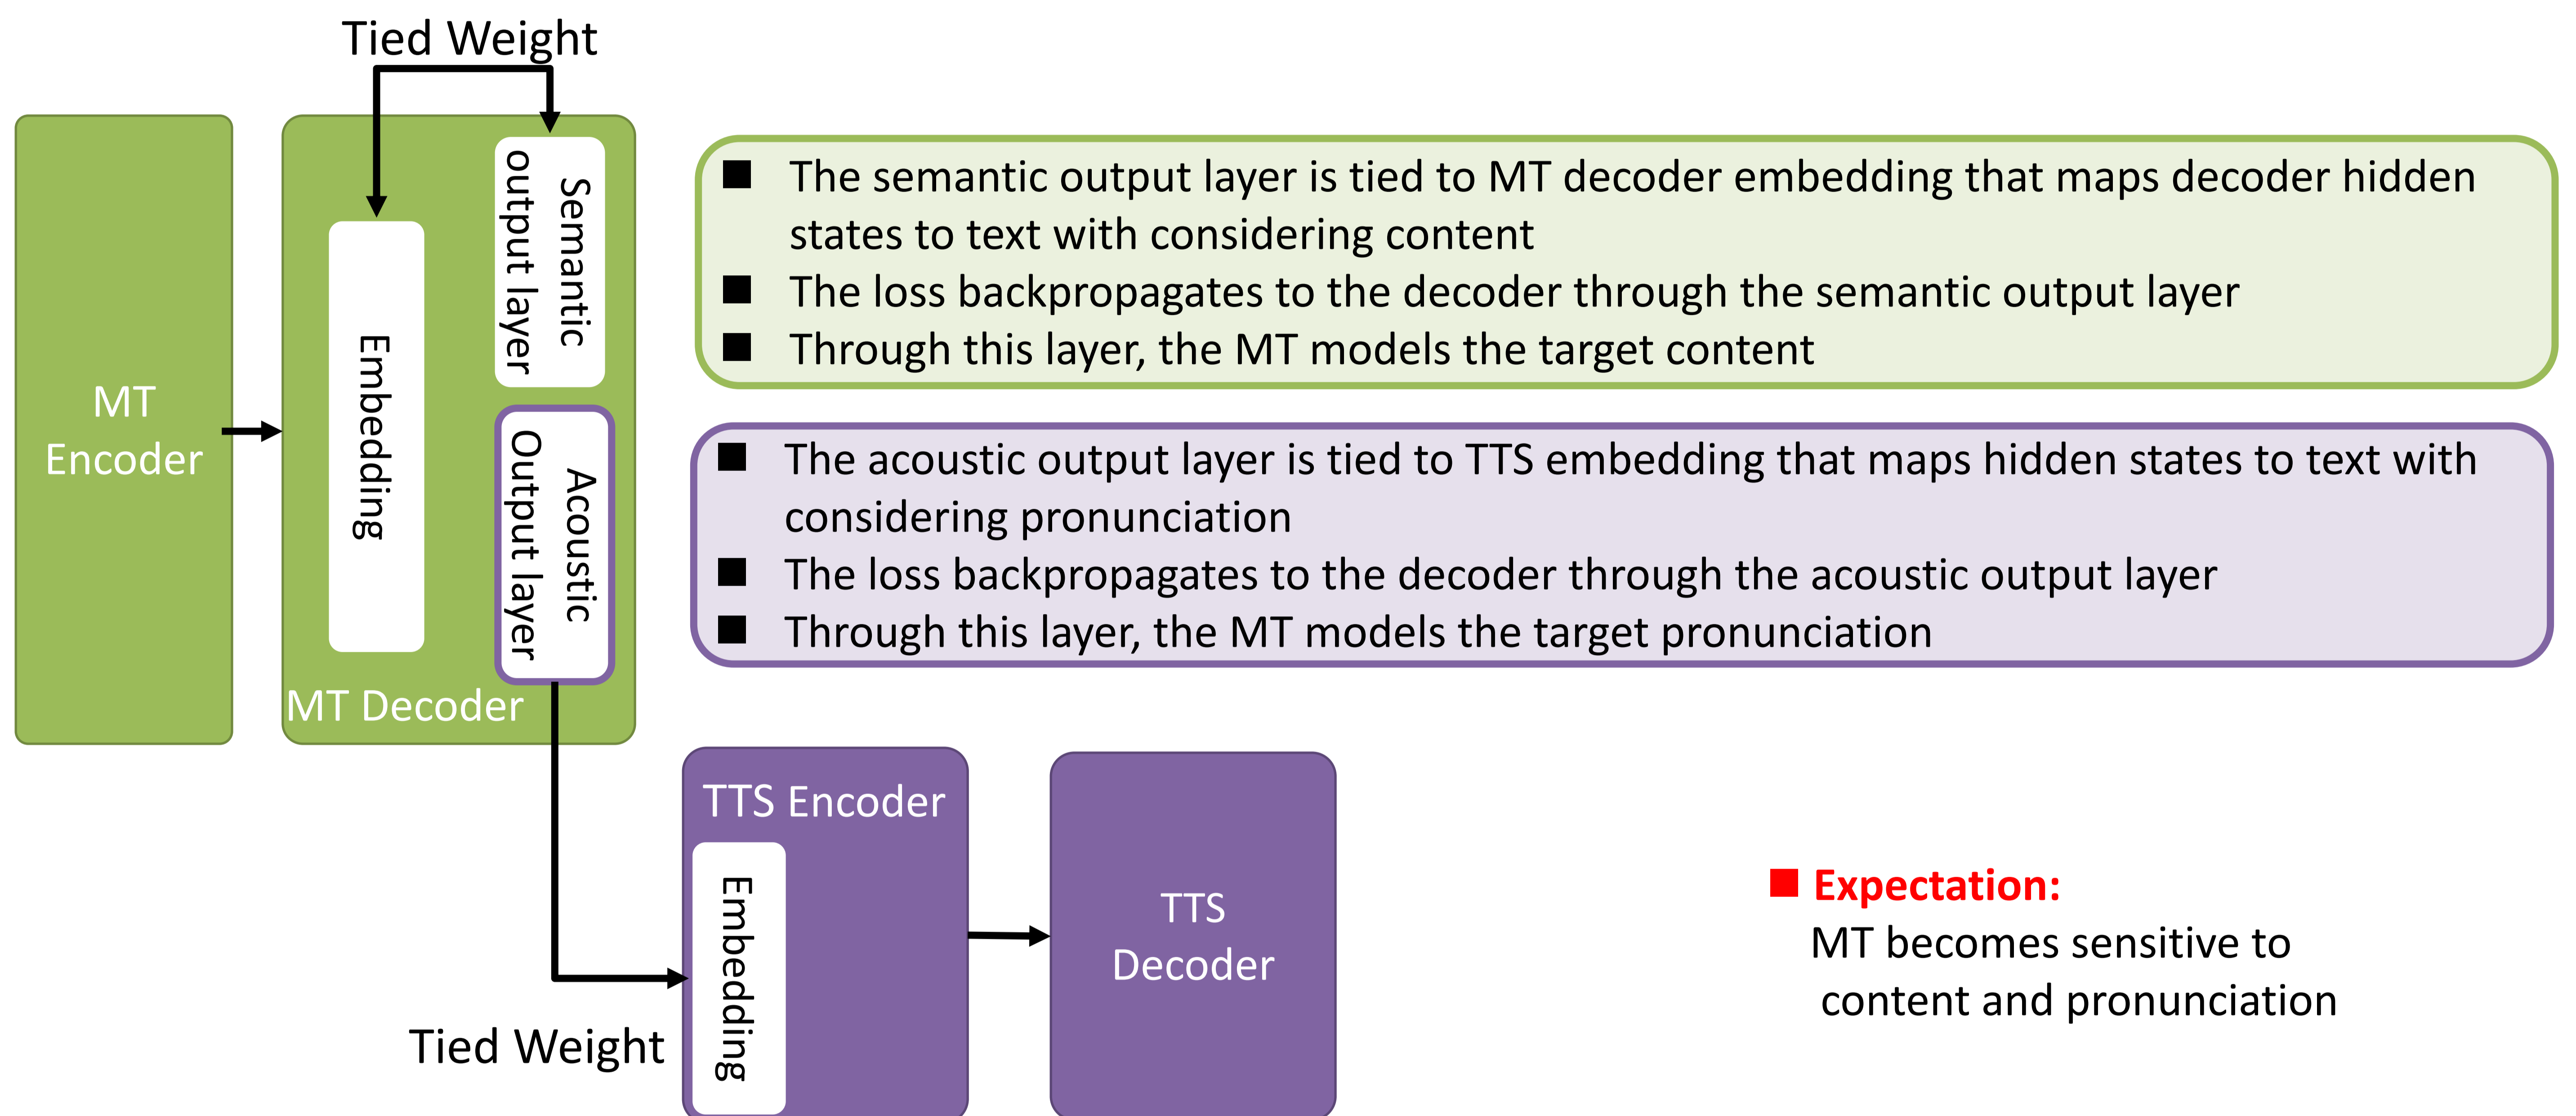 Tied Weight
MT
Encoder
Embedding
Semantic
output layer
Acoustic
Output layer
MT Decoder
■ The semantic output layer is tied to MT decoder embedding that maps decoder hidden
states to text with considering content
■ The loss backpropagates to the decoder through the semantic output layer
■ Through this layer, the MT models the target content
■ The acoustic output layer is tied to TTS embedding that maps hidden states to text with
considering pronunciation
■ The loss backpropagates to the decoder through the acoustic output layer
■ Through this layer, the MT models the target pronunciation
TTS Encoder
Embedding
Tied Weight
TTS
Decoder
■ Expectation:
MT becomes sensitive to
content and pronunciation